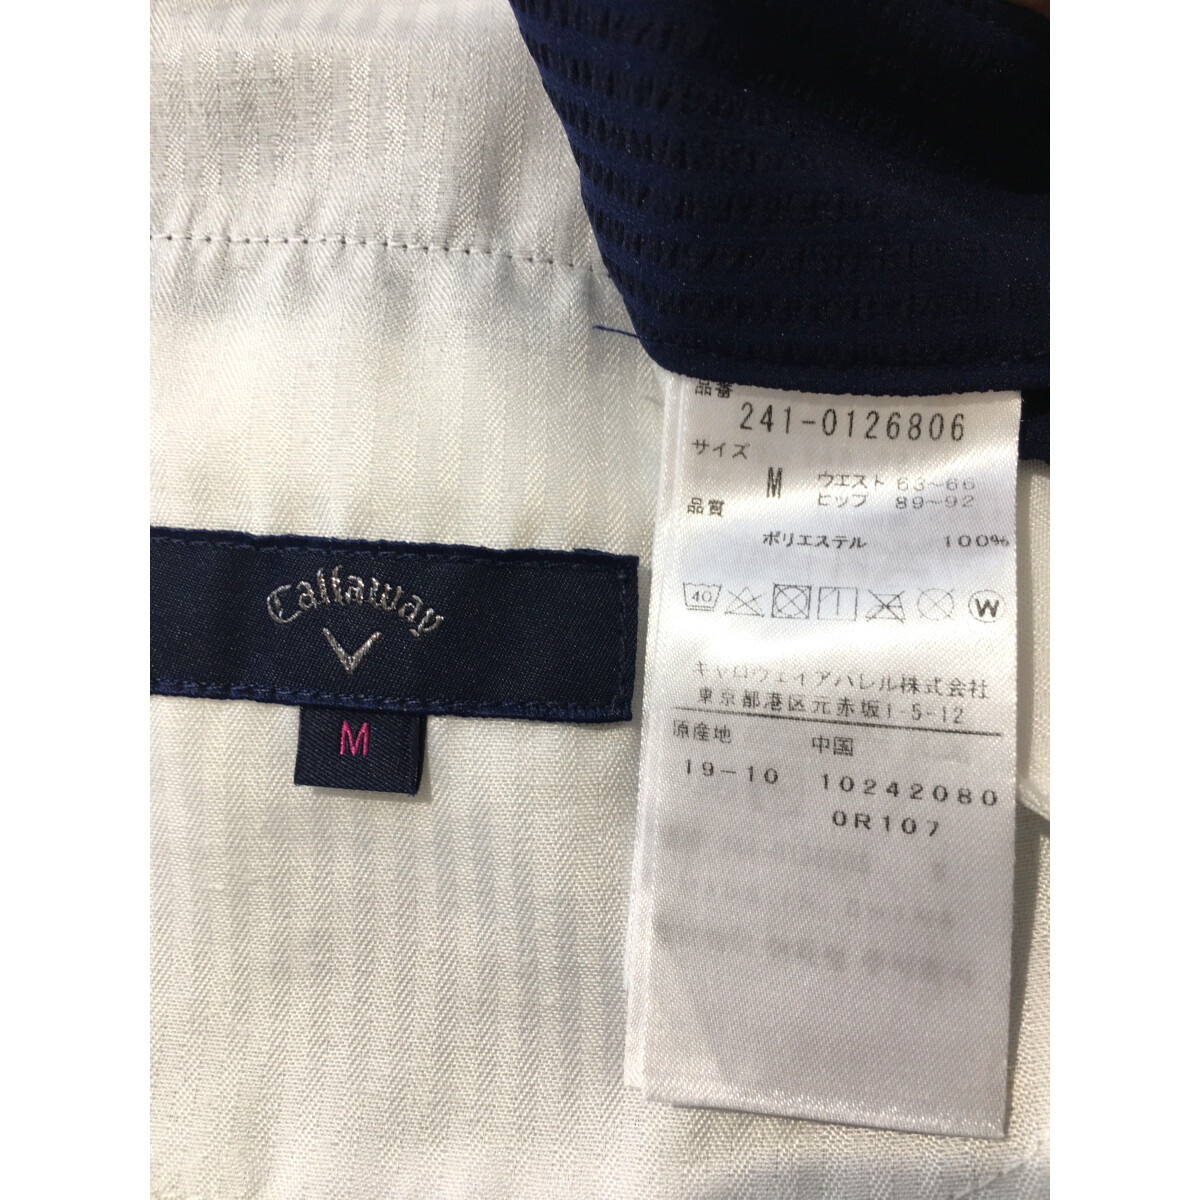 Callaway
M
品番
241-0126806
サイズ
M ウエスト 63~66
ヒップ 89~92
品質
ポリエステル 100%
40
W
キャロウェイアパレル株式会社
東京都港区元赤坂1-5-12
原産地 中国
19-10 10242080
0R107